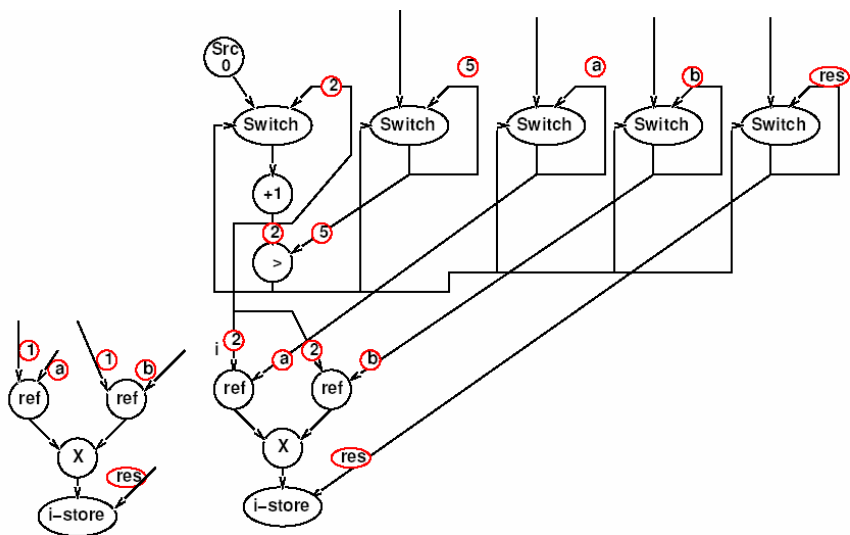 Src
0
2
5
a
b
res
Switch
Switch
Switch
Switch
Switch
+1
2
5
>
i
2
2
a
b
1
a
1
b
ref
ref
ref
ref
X
X
res
res
i-store
i-store